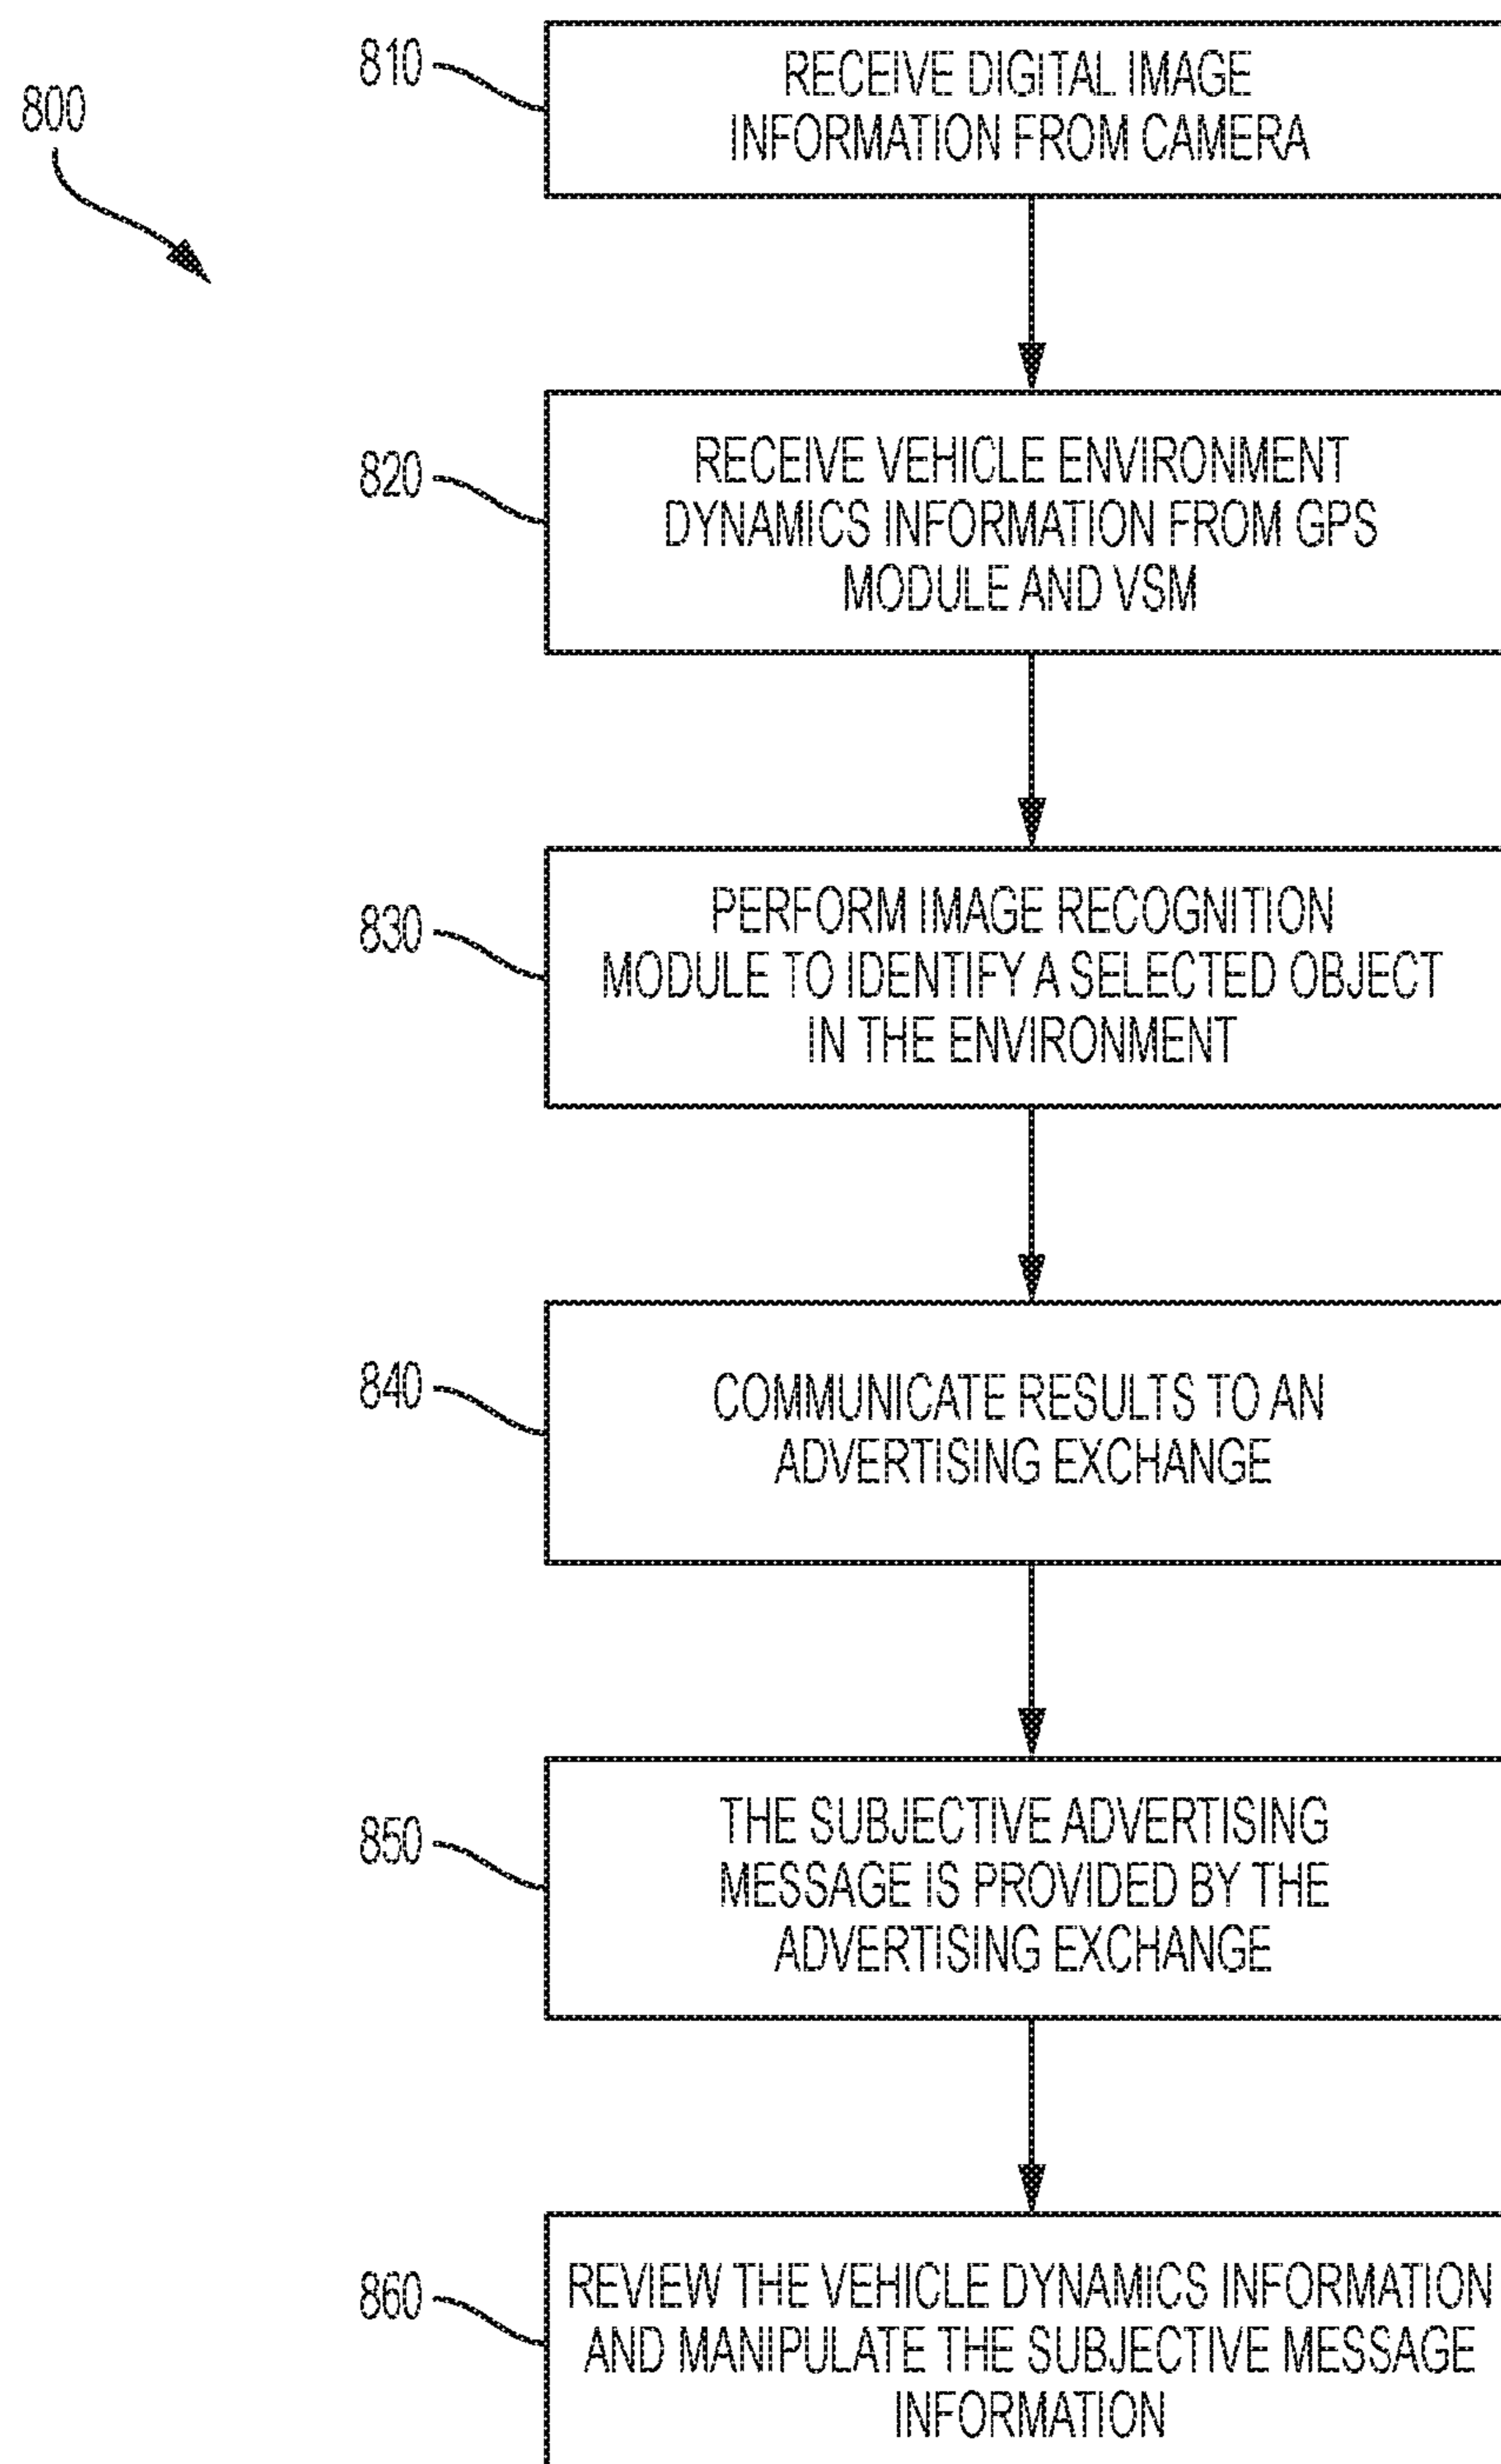 800
810
RECEIVE DIGITAL IMAGE
INFORMATION FROM CAMERA
820
RECEIVE VEHICLE ENVIRONMENT
DYNAMICS INFORMATION FROM GPS
MODULE AND VSM
830
PERFORM IMAGE RECOGNITION
MODULE TO IDENTIFY A SELECTED OBJECT
IN THE ENVIRONMENT
840
COMMUNICATE RESULTS TO AN
ADVERTISING EXCHANGE
850
THE SUBJECTIVE ADVERTISING
MESSAGE IS PROVIDED BY THE
ADVERTISING EXCHANGE
860
REVIEW THE VEHICLE DYNAMICS INFORMATION
AND MANIPULATE THE SUBJECTIVE MESSAGE
INFORMATION